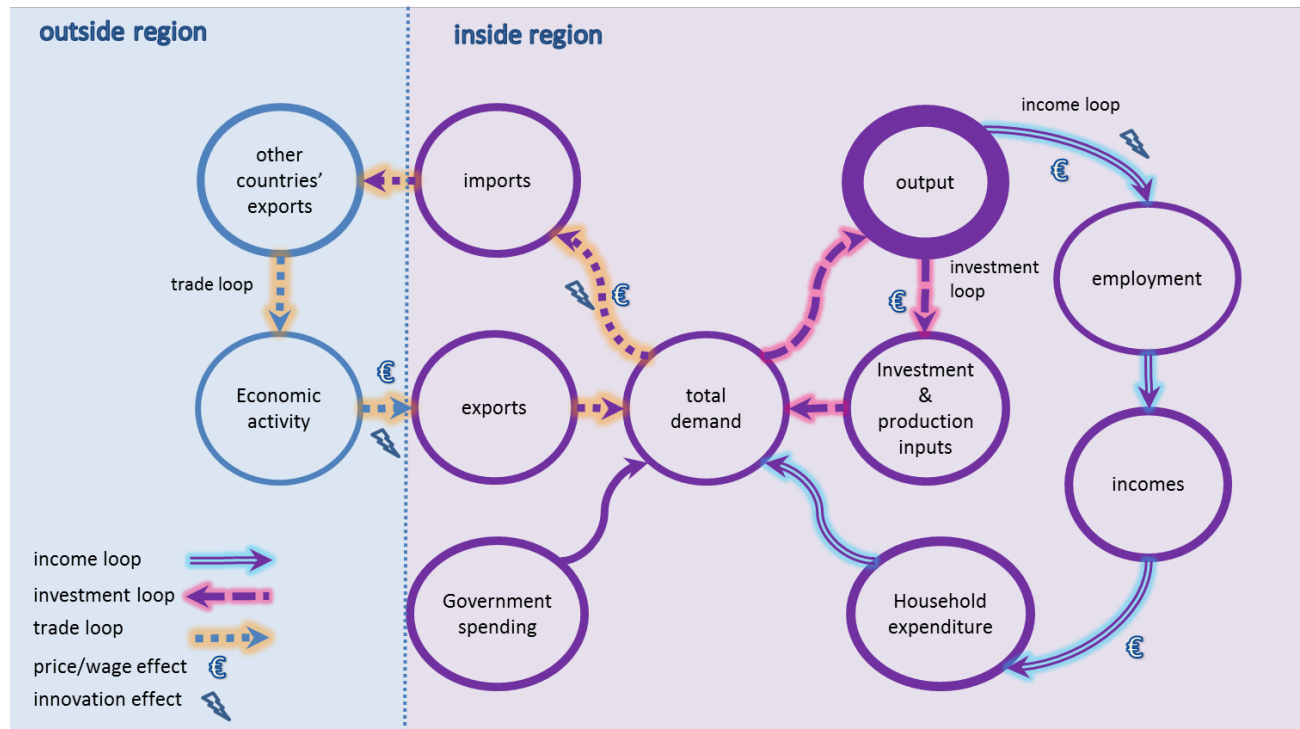 outside region
inside region
other
countries’
exports
imports
output
income loop
€
employment
trade loop
€
€
investment
loop
Economic
activity
€
exports
total
demand
Investment
&
production
inputs
incomes
Government
spending
Household
expenditure
€
income loop
investment loop
trade loop
price/wage effect €
innovation effect